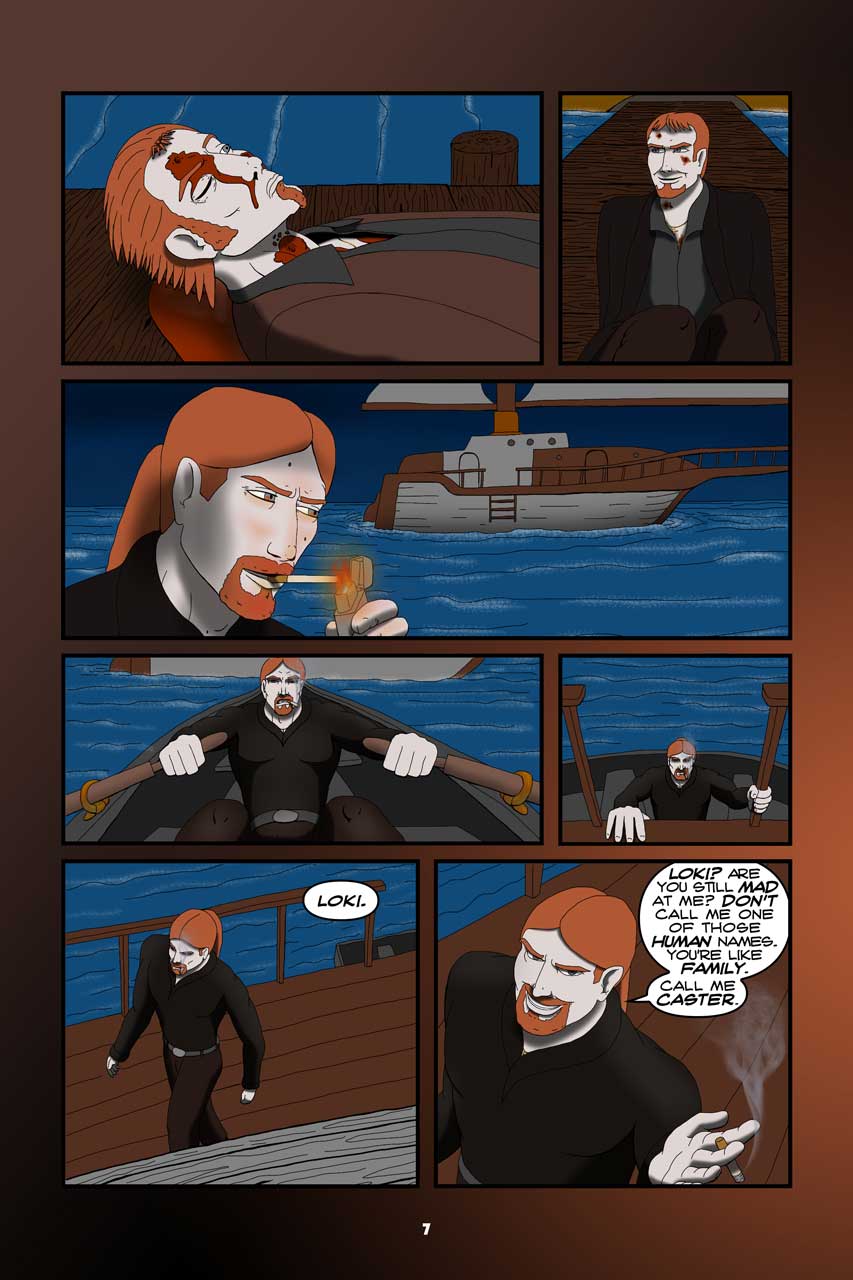 LOKI.
LOKI? ARE
YOU STILL MAD
AT ME? DON'T
CALL ME ONE
OF THOSE
HUMAN NAMES.
YOU'RE LIKE
FAMILY.
CALL ME
CASTER.
7